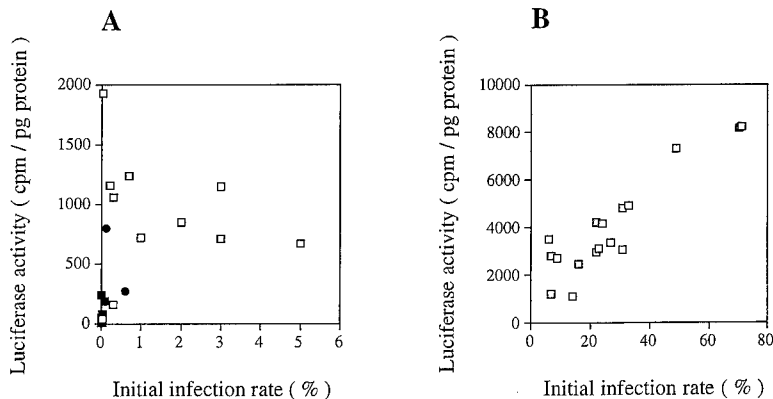 A
Luciferase activity ( cpm / pg protein )
2000
1500
1000
500
0
0 1 2 3 4 5 6
Initial infection rate ( % )
B
Luciferase activity ( cpm / pg protein )
10000
8000
6000
4000
2000
0
0 20 40 60 80
Initial infection rate ( % )